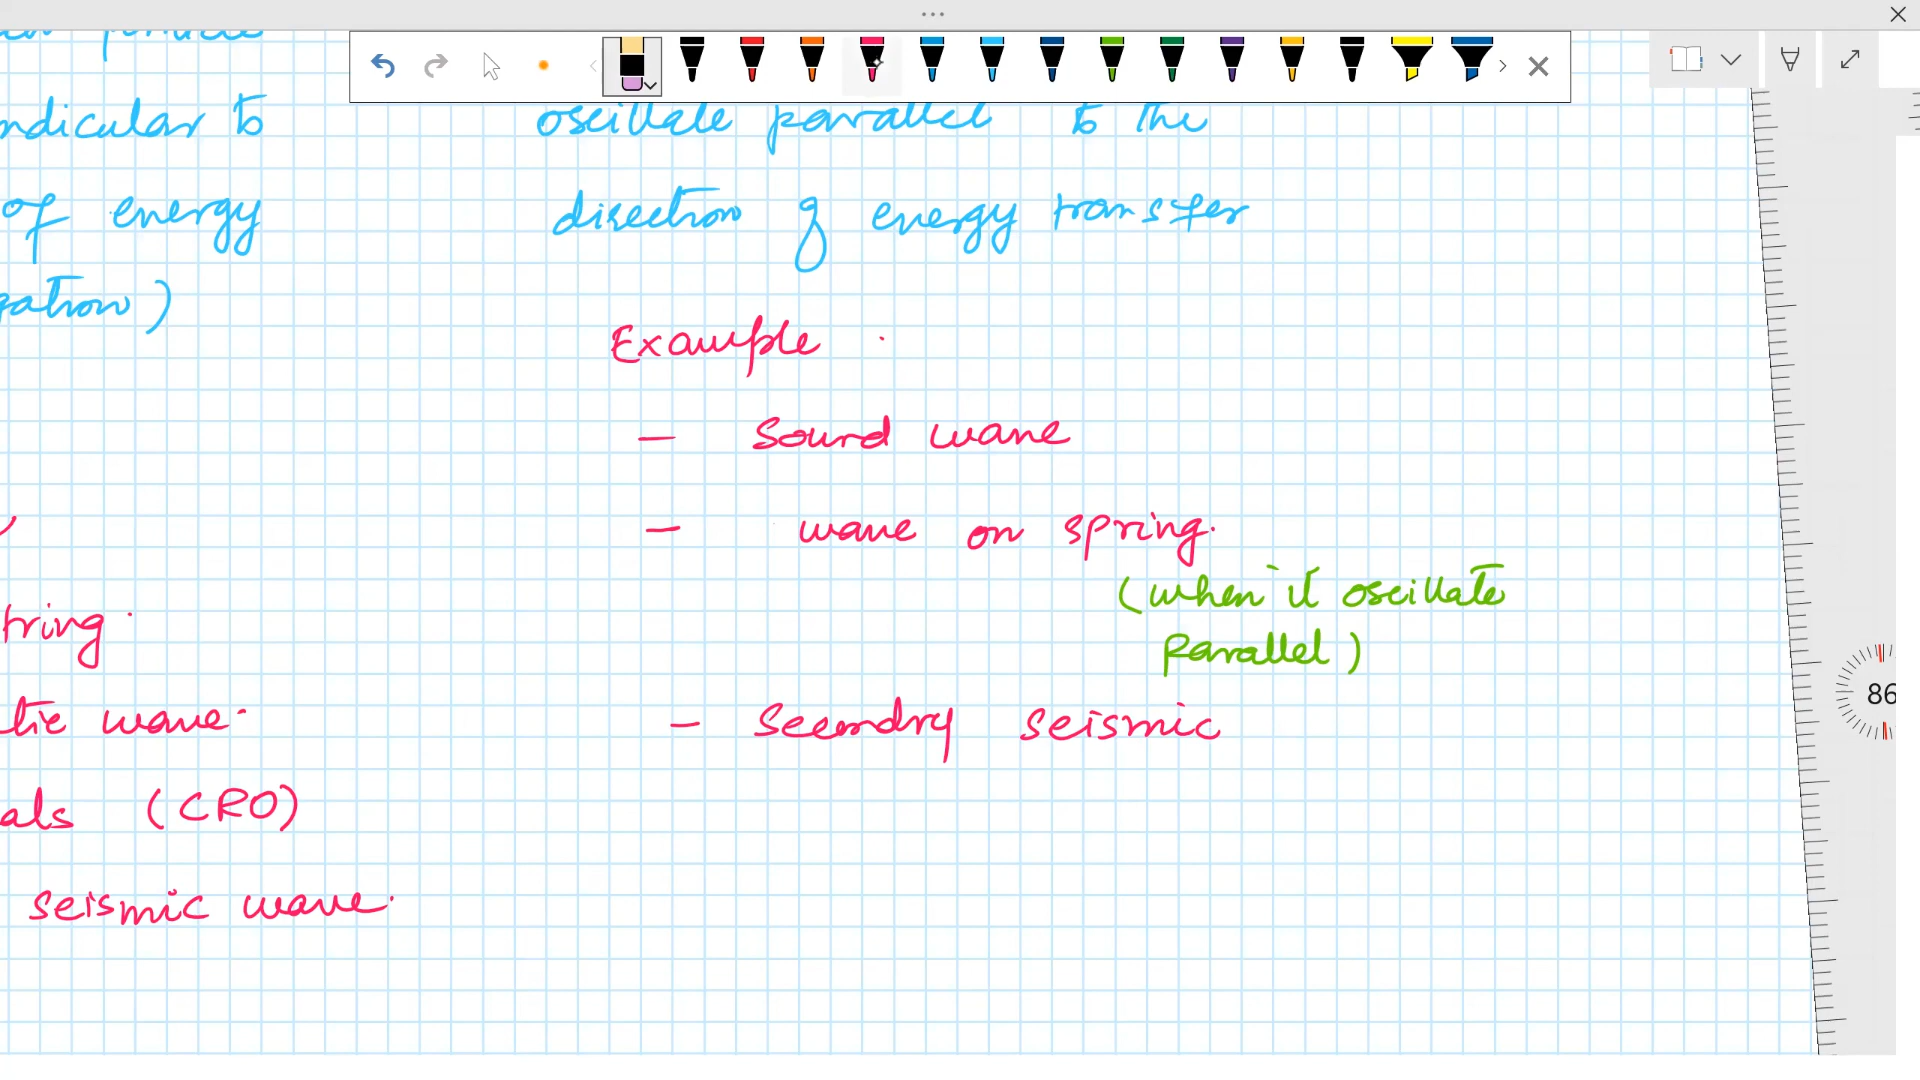 ndicular to
of energy
gation)
tring.
tic wave.
als (CRO)
seismic wave.
oscillate parallel to the
direction of energy transfer
Example
- Sound wave
- wave on spring.
(when it oscillate
parallel)
- Secondry seismic
86